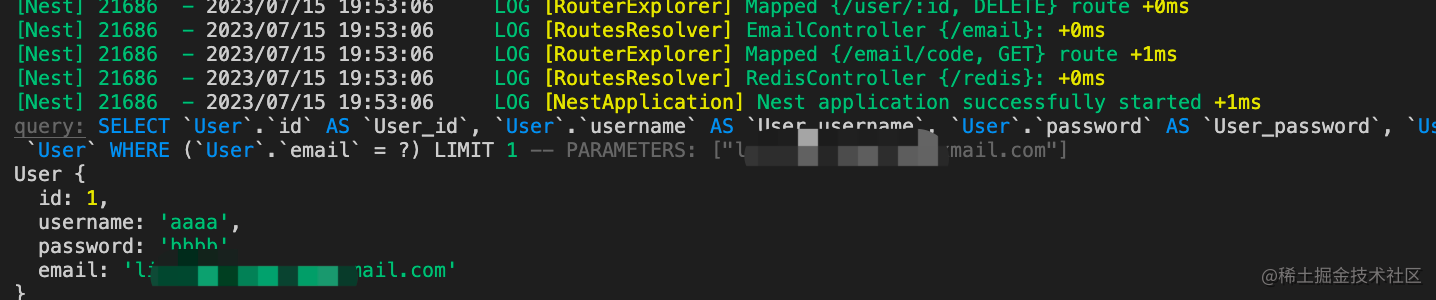 [Nest] 21686  - 2023/07/15 19:53:06     LOG [RouterExplorer] Mapped {/user/:id, DELETE} route +0ms
[Nest] 21686  - 2023/07/15 19:53:06     LOG [RoutesResolver] EmailController {/email}: +0ms
[Nest] 21686  - 2023/07/15 19:53:06     LOG [RouterExplorer] Mapped {/email/code, GET} route +1ms
[Nest] 21686  - 2023/07/15 19:53:06     LOG [RoutesResolver] RedisController {/redis}: +0ms
[Nest] 21686  - 2023/07/15 19:53:06     LOG [NestApplication] Nest application successfully started +1ms
query: SELECT `User`.`id` AS `User_id`, `User`.`username` AS `User_username`, `User`.`password` AS `User_password`, `Us
`User` WHERE (`User`.`email` = ?) LIMIT 1 -- PARAMETERS: ["l mail.com"]
User {
  id: 1,
  username: 'aaaa',
  password: 'bbbb'
  email: 'li mail.com'
}
@稀土掘金技术社区